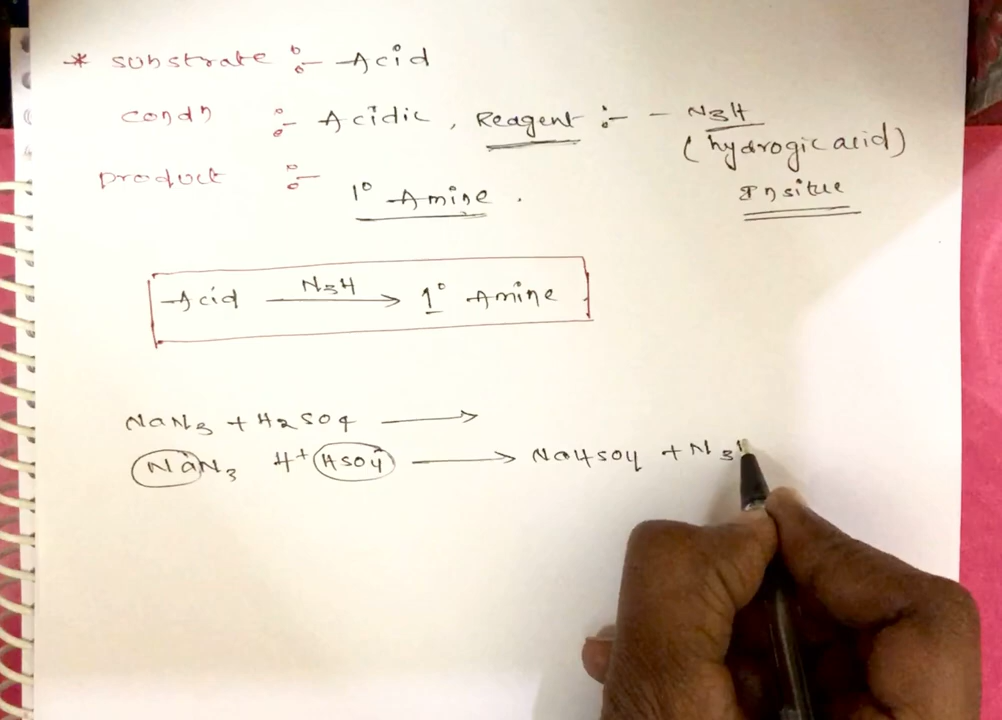 * Substrate :- Acid
Condn :- Acidic, Reagent :- - N3H
(hydrogic acid)
Product :- 1° Amine.
Insitue
Acid N3H → 1° Amine
NaN3 + H2SO4 →
NaN3 H+ HSO4 → NaHSO4 + N3H